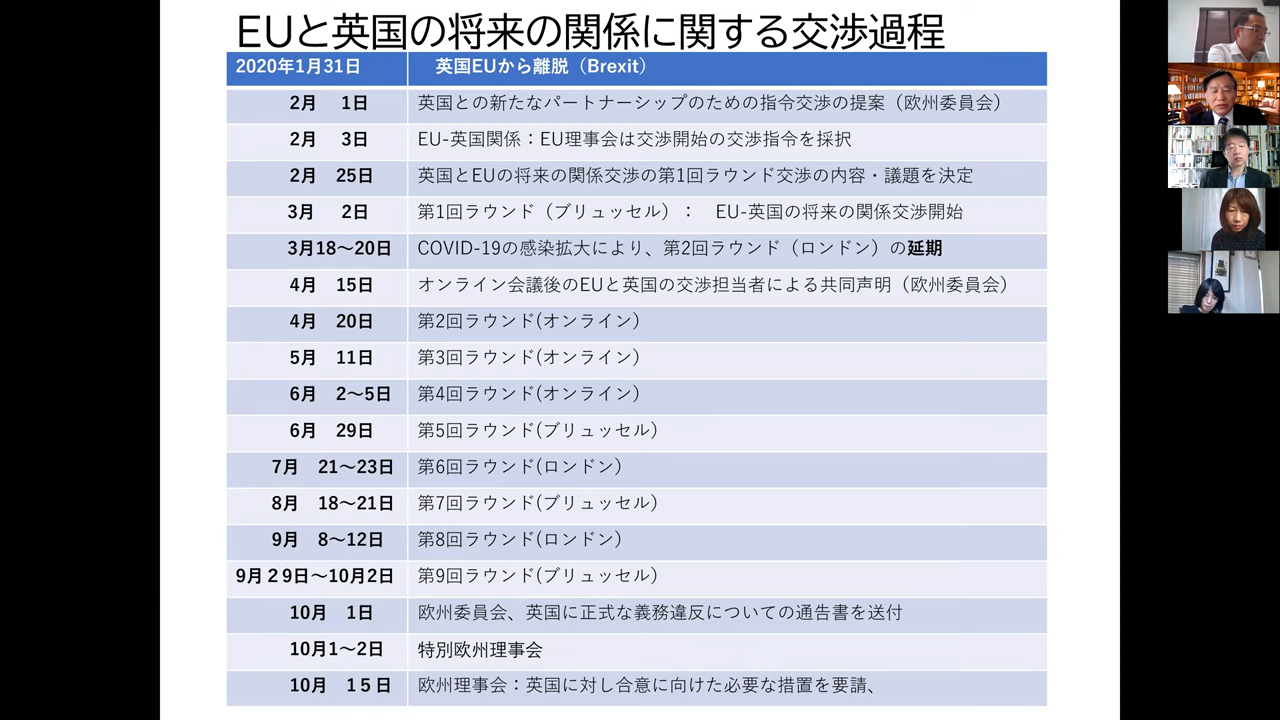 EUと英国の将来の関係に関する交渉過程
2020年1月31日 英国EUから離脱（Brexit）
2月 1日 英国との新たなパートナーシップのための指令交渉の提案（欧州委員会）
2月 3日 EU-英国関係：EU理事会は交渉開始の交渉指令を採択
2月 25日 英国とEUの将来の関係交渉の第1回ラウンド交渉の内容・議題を決定
3月 2日 第1回ラウンド（ブリュッセル）： EU-英国の将来の関係交渉開始
3月18～20日 COVID-19の感染拡大により、第2回ラウンド（ロンドン）の延期
4月 15日 オンライン会議後のEUと英国の交渉担当者による共同声明（欧州委員会）
4月 20日 第2回ラウンド(オンライン）
5月 11日 第3回ラウンド(オンライン）
6月 2～5日 第4回ラウンド(オンライン）
6月 29日 第5回ラウンド(ブリュッセル）
7月 21～23日 第6回ラウンド(ロンドン）
8月 18～21日 第7回ラウンド(ブリュッセル）
9月 8～12日 第8回ラウンド(ロンドン）
9月２9日～10月2日 第9回ラウンド(ブリュッセル）
10月 1日 欧州委員会、英国に正式な義務違反についての通告書を送付
10月1～2日 特別欧州理事会
10月 1５日 欧州理事会：英国に対し合意に向けた必要な措置を要請、